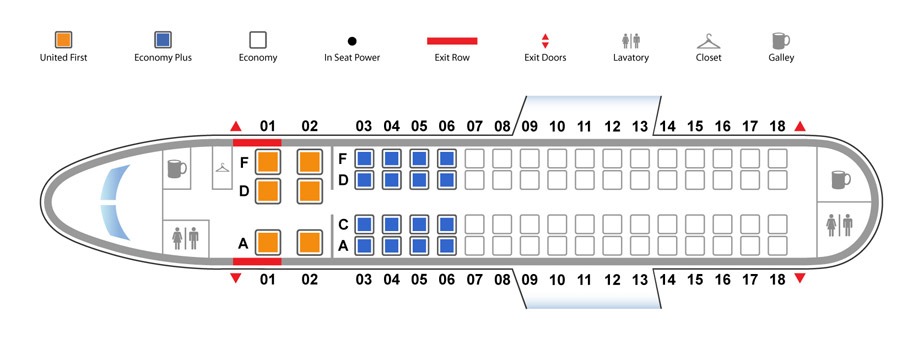 United First
Economy Plus
Economy
In Seat Power
Exit Row
Exit Doors
Lavatory
Closet
Galley
A D F
01 01
02 02
A C D F
03 03
04 04
05 05
06 06
07 07
08 08
09 09
10 10
11 11
12 12
13 13
14 14
15 15
16 16
17 17
18 18